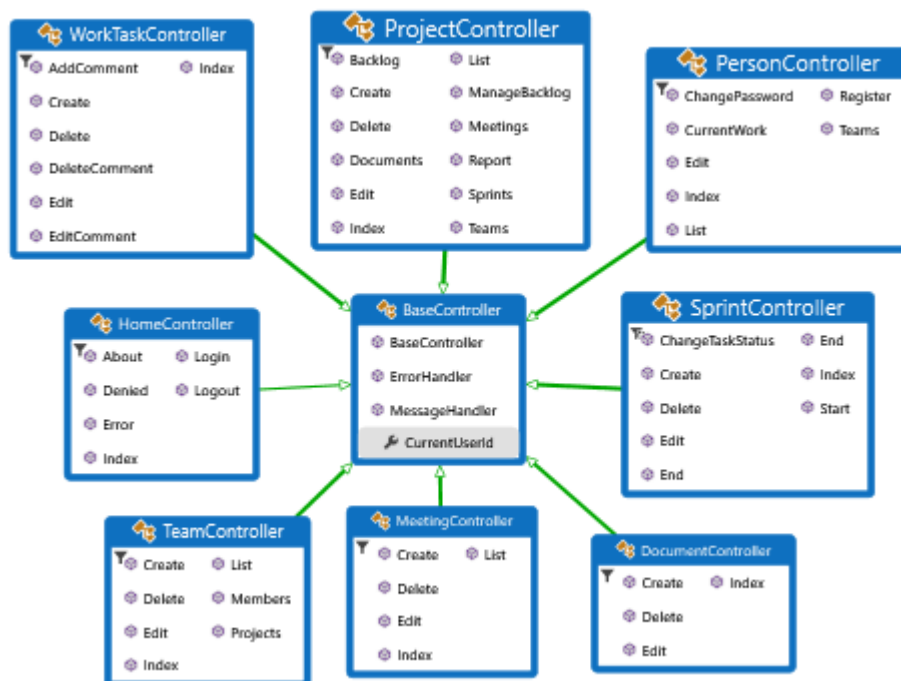 WorkTaskController
AddComment Index
Create
Delete
DeleteComment
Edit
EditComment
ProjectController
Backlog List
Create ManageBacklog
Delete Meetings
Documents Report
Edit Sprints
Index Teams
PersonController
ChangePassword Register
CurrentWork Teams
Edit
Index
List
HomeController
About Login
Denied Logout
Error
Index
BaseController
BaseController
ErrorHandler
MessageHandler
CurrentUserId
SprintController
ChangeTaskStatus End
Create Index
Delete Start
Edit
End
TeamController
Create List
Delete Members
Edit Projects
Index
MeetingController
Create List
Delete
Edit
Index
DocumentController
Create Index
Delete
Edit